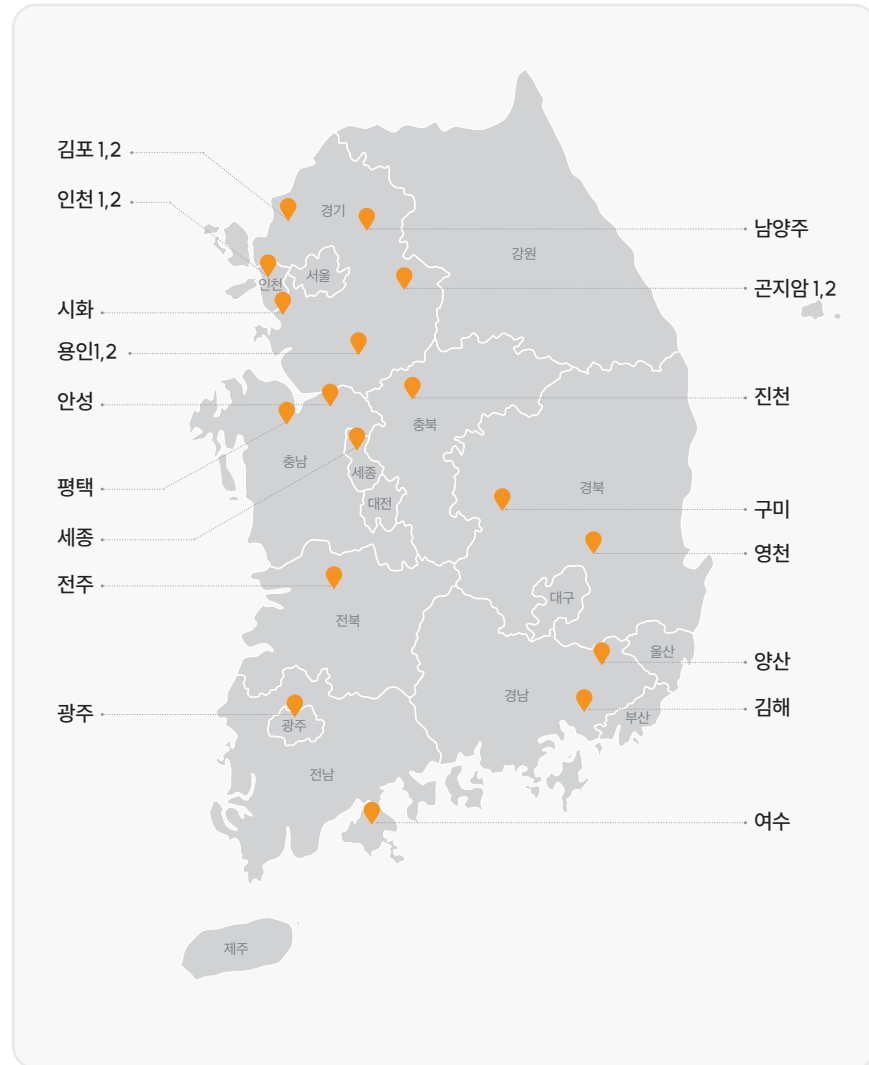 김포 1,2
인천 1,2
시화
용인1,2
안성
평택
세종
전주
광주
경기
서울
인천
강원
충북
충남
세종
대전
경북
대구
전북
울산
경남
부산
광주
전남
제주
남양주
곤지암 1,2
진천
구미
영천
양산
김해
여수